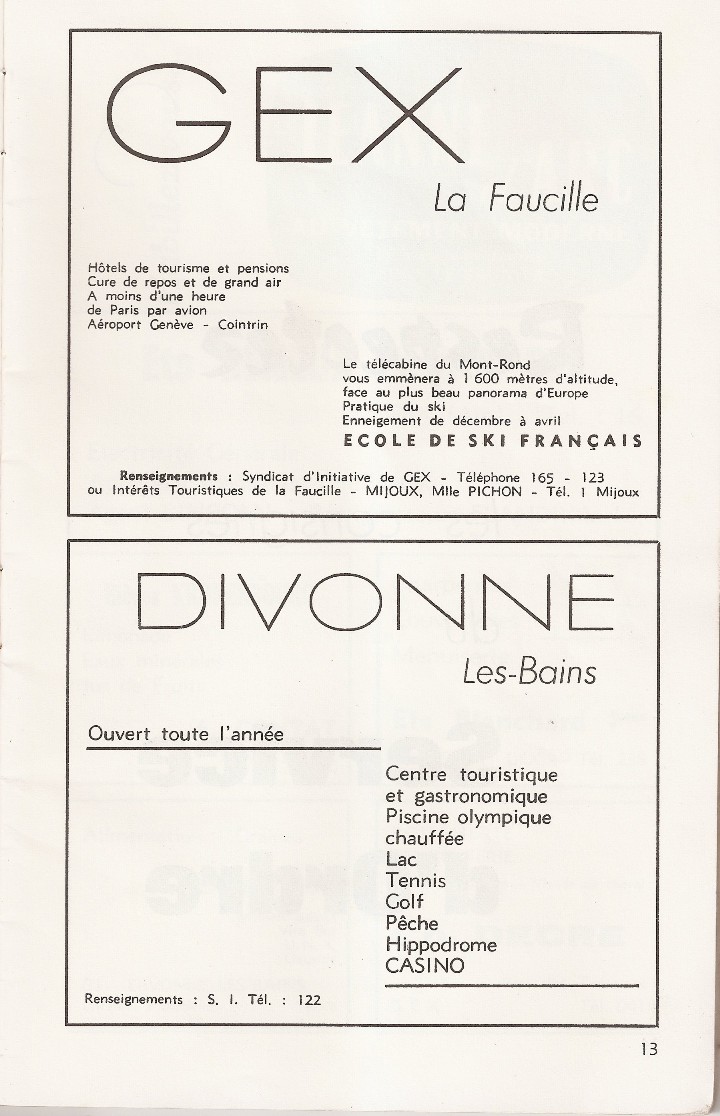 GEX
La Faucille
Hôtels de tourisme et pensions
Cure de repos et de grand air
A moins d'une heure
de Paris par avion
Aéroport Genève - Cointrin
Le télécabine du Mont-Rond
vous emmènera à 1 600 mètres d'altitude,
face au plus beau panorama d'Europe
Pratique du ski
Enneigement de décembre à avril
ECOLE DE SKI FRANÇAIS
Renseignements : Syndicat d'Initiative de GEX - Téléphone 165 - 123
ou Intérêts Touristiques de la Faucille - MIJOUX, Mlle PICHON - Tél. 1 Mijoux
DIVONNE
Les-Bains
Ouvert toute l'année
Centre touristique
et gastronomique
Piscine olympique
chauffée
Lac
Tennis
Golf
Pêche
Hippodrome
CASINO
Renseignements : S. I. Tél. : 122
13